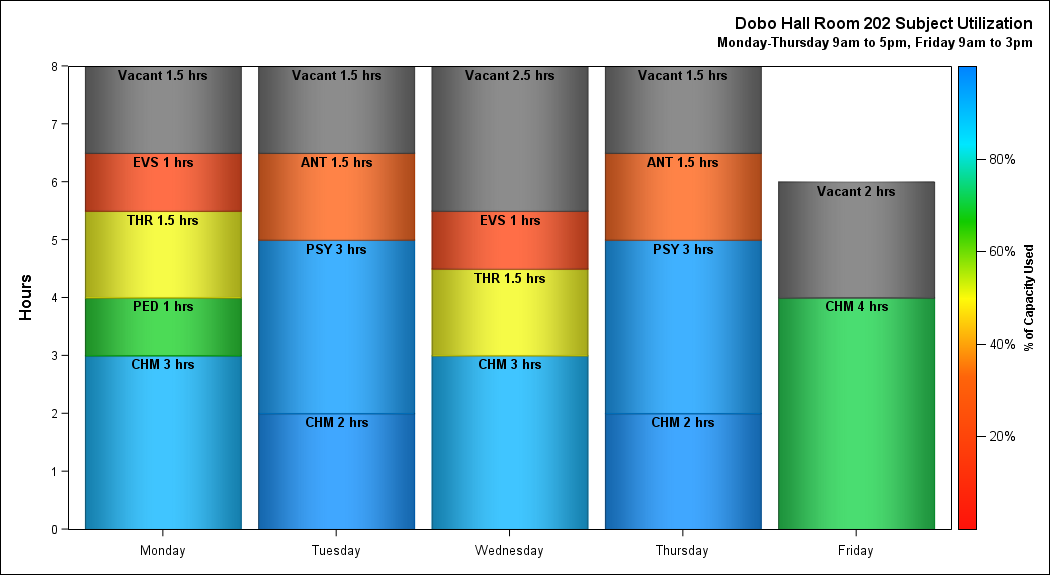 Dobo Hall Room 202 Subject Utilization
Monday-Thursday 9am to 5pm, Friday 9am to 3pm
Hours
8
7
6
5
4
3
2
1
0
Vacant 1.5 hrs
EVS 1 hrs
THR 1.5 hrs
PED 1 hrs
CHM 3 hrs
Vacant 1.5 hrs
ANT 1.5 hrs
PSY 3 hrs
CHM 2 hrs
Vacant 2.5 hrs
EVS 1 hrs
THR 1.5 hrs
CHM 3 hrs
Vacant 1.5 hrs
ANT 1.5 hrs
PSY 3 hrs
CHM 2 hrs
Vacant 2 hrs
CHM 4 hrs
Monday
Tuesday
Wednesday
Thursday
Friday
80%
60%
40%
20%
% of Capacity Used